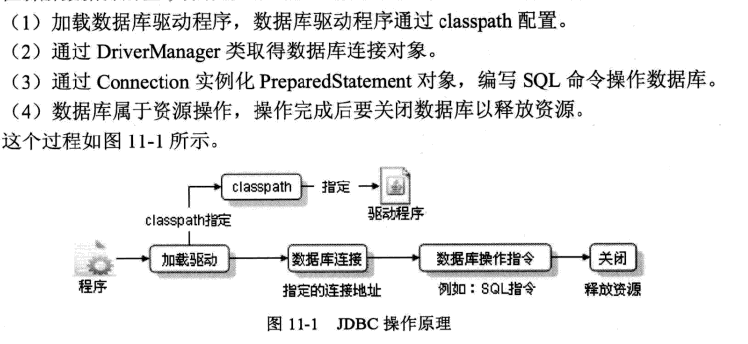 （1）加载数据库驱动程序，数据库驱动程序通过 classpath 配置。
（2）通过 DriverManager 类取得数据库连接对象。
（3）通过 Connection 实例化 PreparedStatement 对象，编写 SQL 命令操作数据库。
（4）数据库属于资源操作，操作完成后要关闭数据库以释放资源。
这个过程如图 11-1 所示。
classpath 指定
驱动程序
classpath指定
加载驱动 数据库连接 数据库操作指令 关闭
程序 指定的连接地址 例如：SQL指令 释放资源
图 11-1 JDBC 操作原理